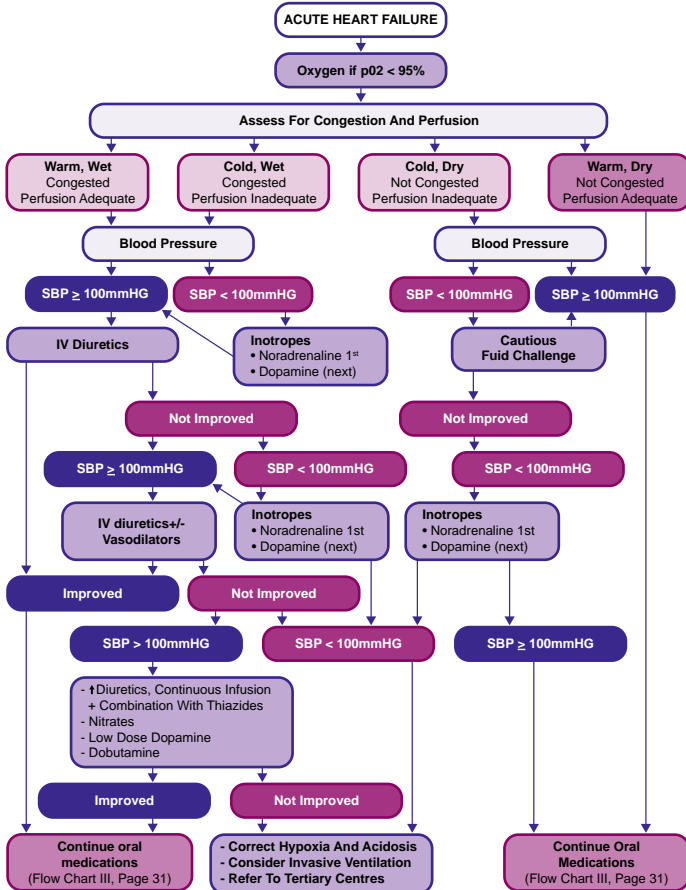 ACUTE HEART FAILURE
Oxygen if p02 < 95%
Assess For Congestion And Perfusion
Warm, Wet
Congested
Perfusion Adequate
Cold, Wet
Congested
Perfusion Inadequate
Cold, Dry
Not Congested
Perfusion Inadequate
Warm, Dry
Not Congested
Perfusion Adequate
Blood Pressure
Blood Pressure
SBP ≥ 100mmHG
SBP < 100mmHG
SBP < 100mmHG
SBP ≥ 100mmHG
IV Diuretics
Inotropes
• Noradrenaline 1st
• Dopamine (next)
Cautious
Fuid Challenge
Not Improved
Not Improved
SBP ≥ 100mmHG
SBP < 100mmHG
SBP < 100mmHG
IV diuretics+/-
Vasodilators
Inotropes
• Noradrenaline 1st
• Dopamine (next)
Inotropes
• Noradrenaline 1st
• Dopamine (next)
Improved
Not Improved
SBP > 100mmHG
SBP < 100mmHG
SBP ≥ 100mmHG
- ↑Diuretics, Continuous Infusion
+ Combination With Thiazides
- Nitrates
- Low Dose Dopamine
- Dobutamine
Improved
Not Improved
Continue oral
medications
(Flow Chart III, Page 31)
- Correct Hypoxia And Acidosis
- Consider Invasive Ventilation
- Refer To Tertiary Centres
Continue Oral
Medications
(Flow Chart III, Page 31)